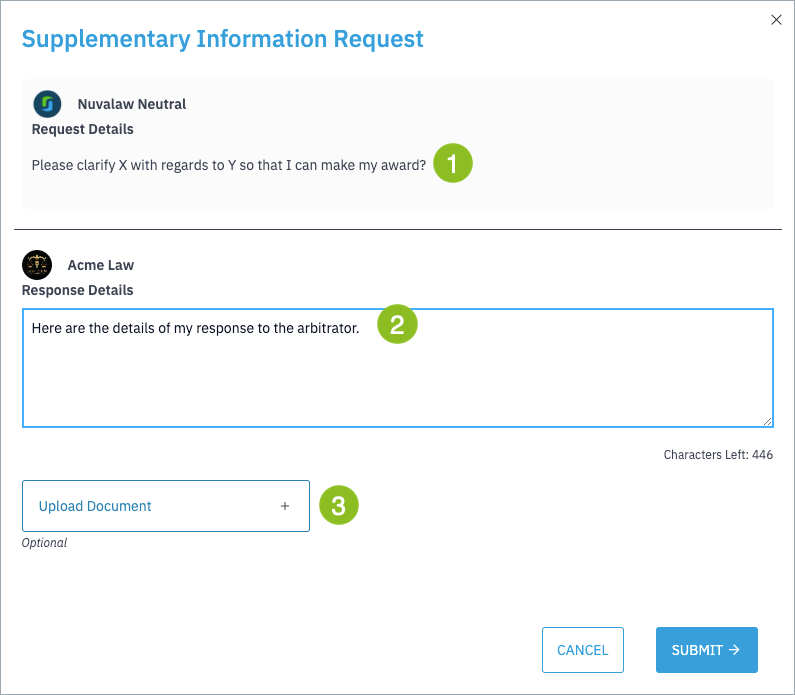 Supplementary Information Request
Nuvalaw Neutral
Request Details
Please clarify X with regards to Y so that I can make my award?
1
Acme Law
Response Details
Here are the details of my response to the arbitrator.
2
Characters Left: 446
Upload Document +
3
Optional
CANCEL
SUBMIT →